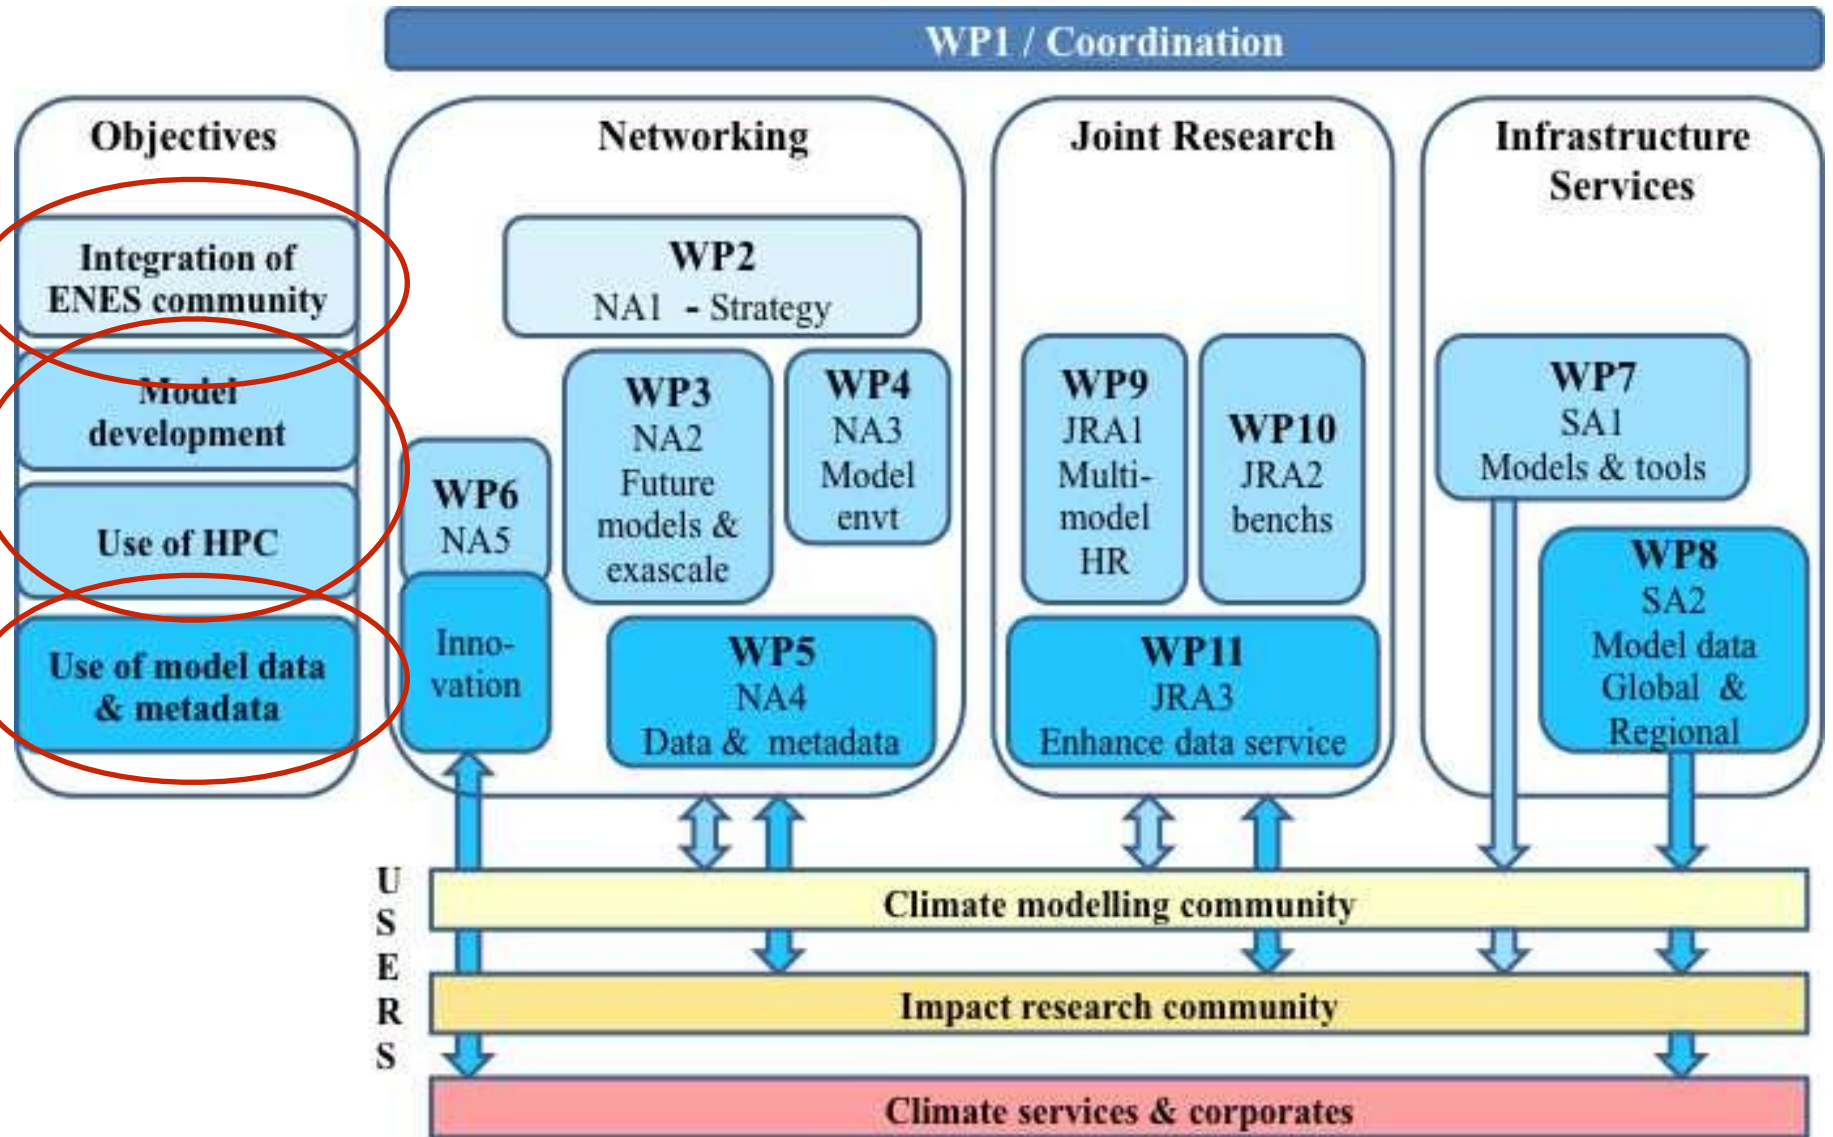 WP1 / Coordination
Objectives
Integration of
ENES community
Model
development
Use of HPC
Use of model data
& metadata
Networking
WP2
NA1 - Strategy
WP3
NA2
Future
models &
exascale
WP4
NA3
Model
envt
WP6
NA5
Inno-
vation
WP5
NA4
Data & metadata
Joint Research
WP9
JRA1
Multi-
model
HR
WP10
JRA2
benchs
WP11
JRA3
Enhance data service
Infrastructure
Services
WP7
SA1
Models & tools
WP8
SA2
Model data
Global &
Regional
U
S
E
R
S
Climate modelling community
Impact research community
Climate services & corporates